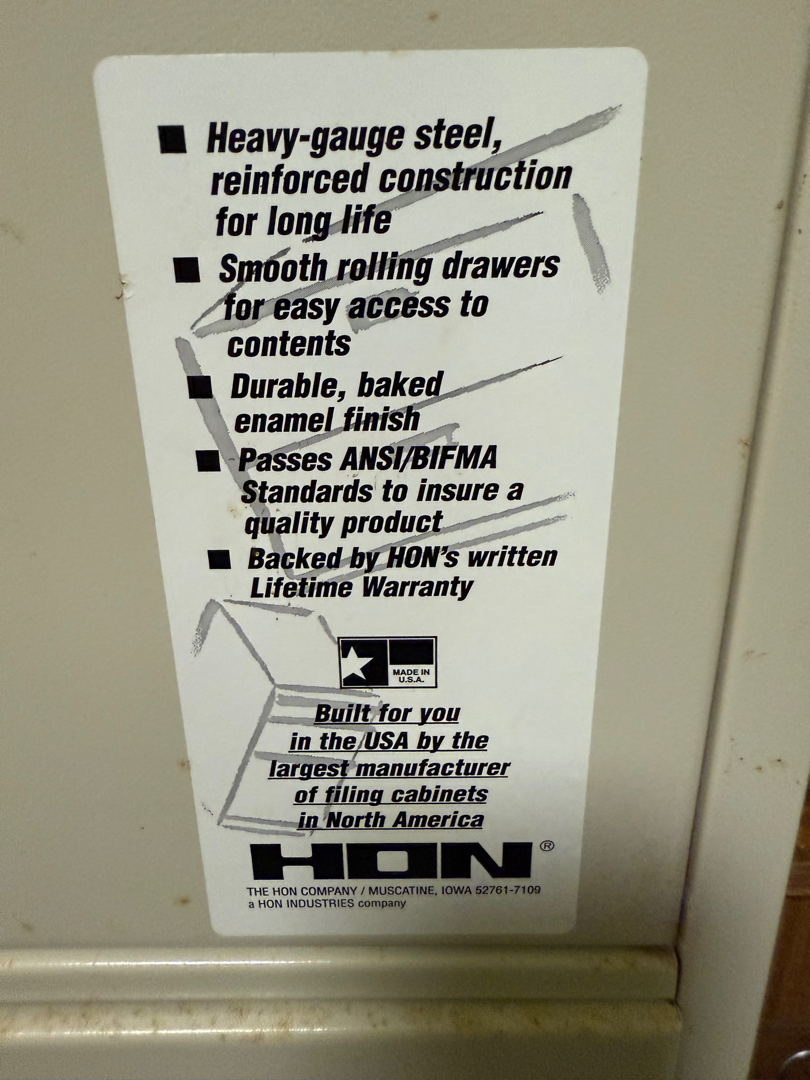 ■ Heavy-gauge steel,
reinforced construction
for long life
■ Smooth rolling drawers
for easy access to
contents
■ Durable, baked
enamel finish
■ Passes ANSI/BIFMA
Standards to insure a
quality product
■ Backed by HON's written
Lifetime Warranty
MADE IN
U.S.A.
Built for you
in the USA by the
largest manufacturer
of filing cabinets
in North America
HON®
THE HON COMPANY / MUSCATINE, IOWA 52761-7109
a HON INDUSTRIES company